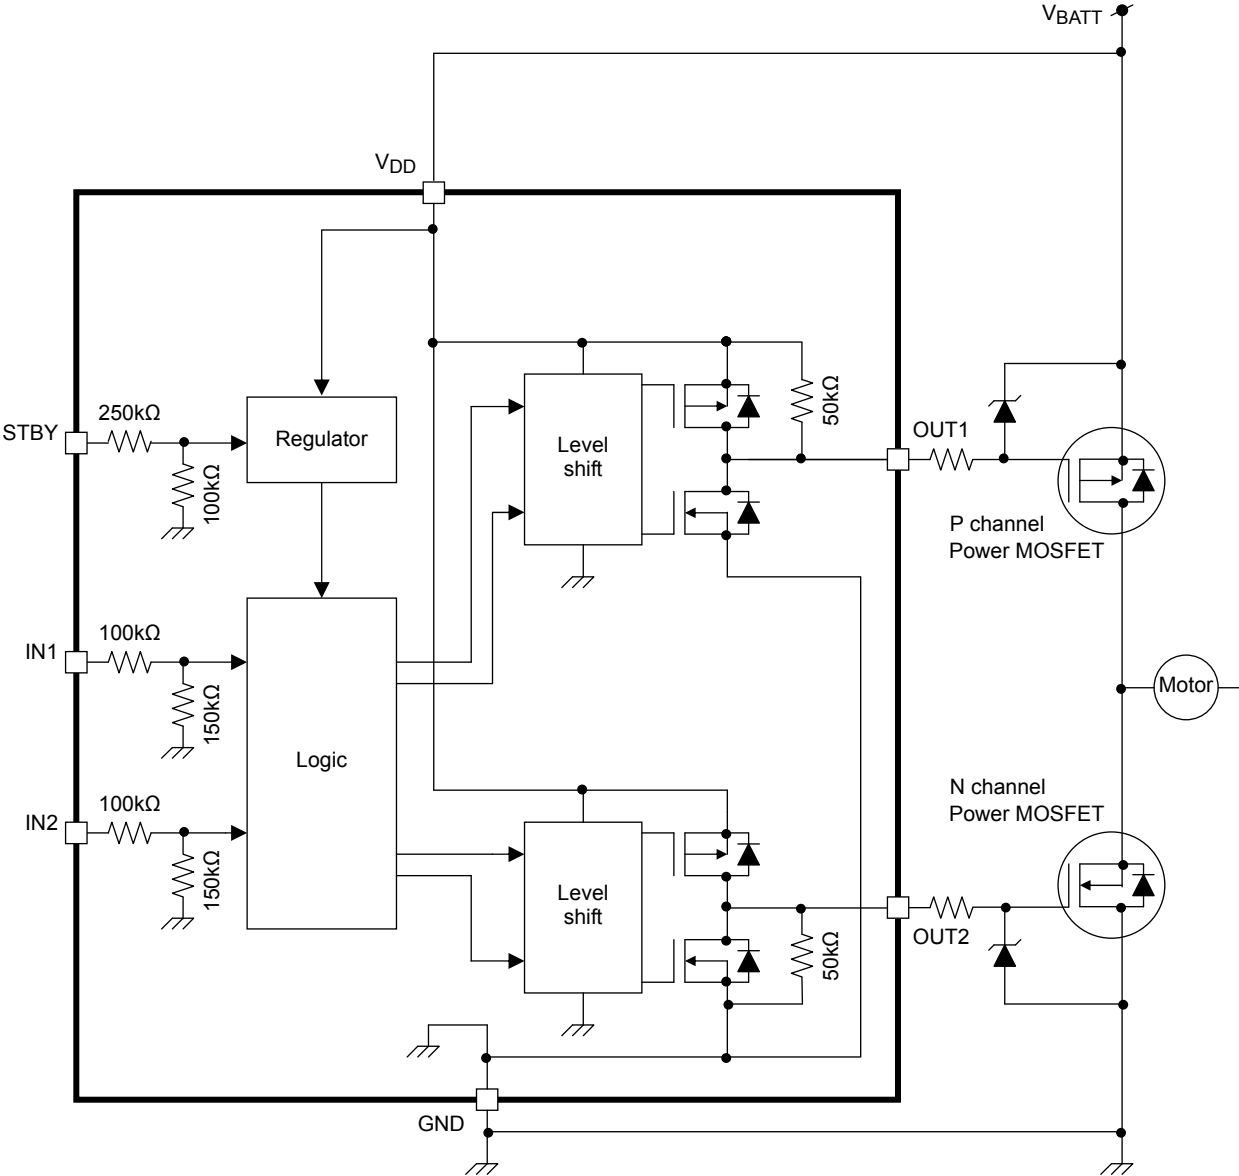 VBATT
VDD
250kΩ
STBY
100kΩ
Regulator
Level
shift
50kΩ
OUT1
P channel
Power MOSFET
100kΩ
IN1
150kΩ
Motor
Logic
N channel
Power MOSFET
100kΩ
IN2
150kΩ
Level
shift
50kΩ
OUT2
GND